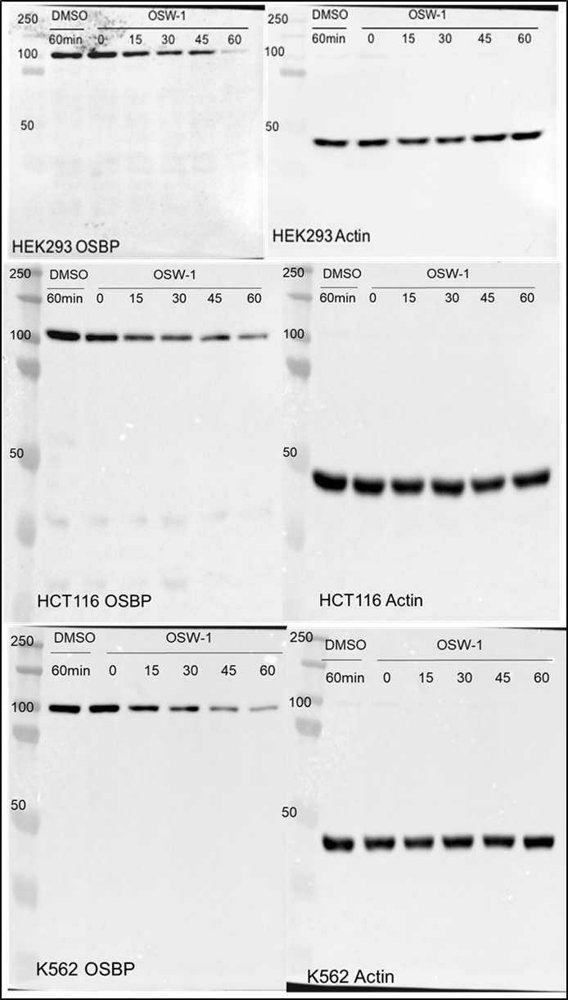 DMSO OSW-1
250
60min 0 15 30 45 60
100
50
HEK293 OSBP
DMSO OSW-1
250
60min 0 15 30 45 60
100
50
HEK293 Actin
250 DMSO OSW-1
60min 0 15 30 45 60
100
50
HCT116 OSBP
250 DMSO OSW-1
60min 0 15 30 45 60
100
50
HCT116 Actin
250 DMSO OSW-1
60min 0 15 30 45 60
100
50
K562 OSBP
250 DMSO OSW-1
60min 0 15 30 45 60
100
50
K562 Actin